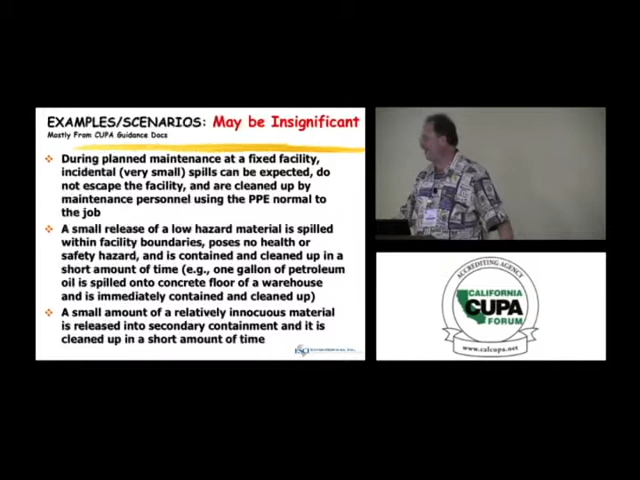 EXAMPLES/SCENARIOS: May be Insignificant
Mostly From CUPA Guidance Docs
During planned maintenance at a fixed facility,
incidental (very small) spills can be expected, do
not escape the facility, and are cleaned up by
maintenance personnel using the PPE normal to
the job
A small release of a low hazard material is spilled
within facility boundaries, poses no health or
safety hazard, and is contained and cleaned up in a
short amount of time (e.g., one gallon of petroleum
oil is spilled onto concrete floor of a warehouse
and is immediately contained and cleaned up)
A small amount of a relatively innocuous material
is released into secondary containment and it is
cleaned up in a short amount of time
ACCREDITING AGENCY
CALIFORNIA
CUPA
FORUM
www.calcupa.net